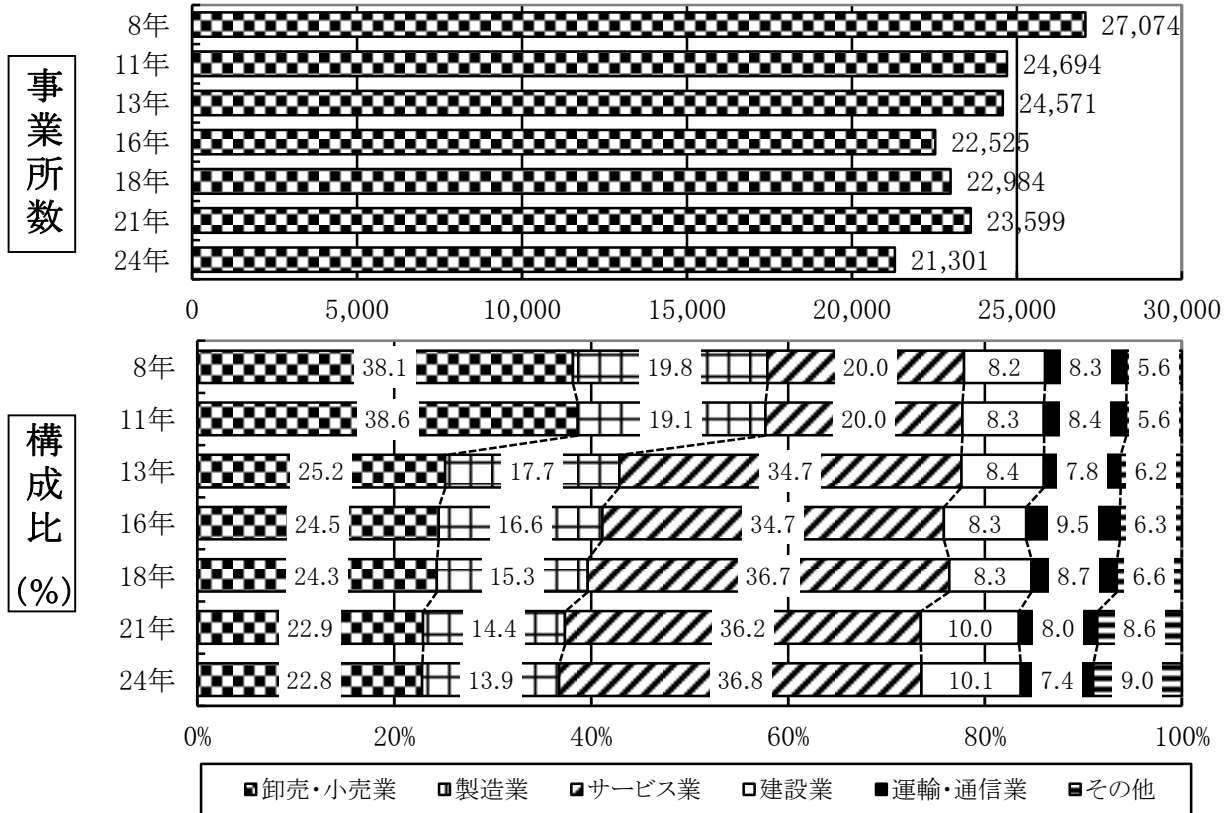 事業所数
8年 27,074
11年 24,694
13年 24,571
16年 22,525
18年 22,984
21年 23,599
24年 21,301
0 5,000 10,000 15,000 20,000 25,000 30,000
構成比(%)
8年 38.1 19.8 20.0 8.2 8.3 5.6
11年 38.6 19.1 20.0 8.3 8.4 5.6
13年 25.2 17.7 34.7 8.4 7.8 6.2
16年 24.5 16.6 34.7 8.3 9.5 6.3
18年 24.3 15.3 36.7 8.3 8.7 6.6
21年 22.9 14.4 36.2 10.0 8.0 8.6
24年 22.8 13.9 36.8 10.1 7.4 9.0
0% 20% 40% 60% 80% 100%
卸売・小売業 製造業 サービス業 建設業 運輸・通信業 その他